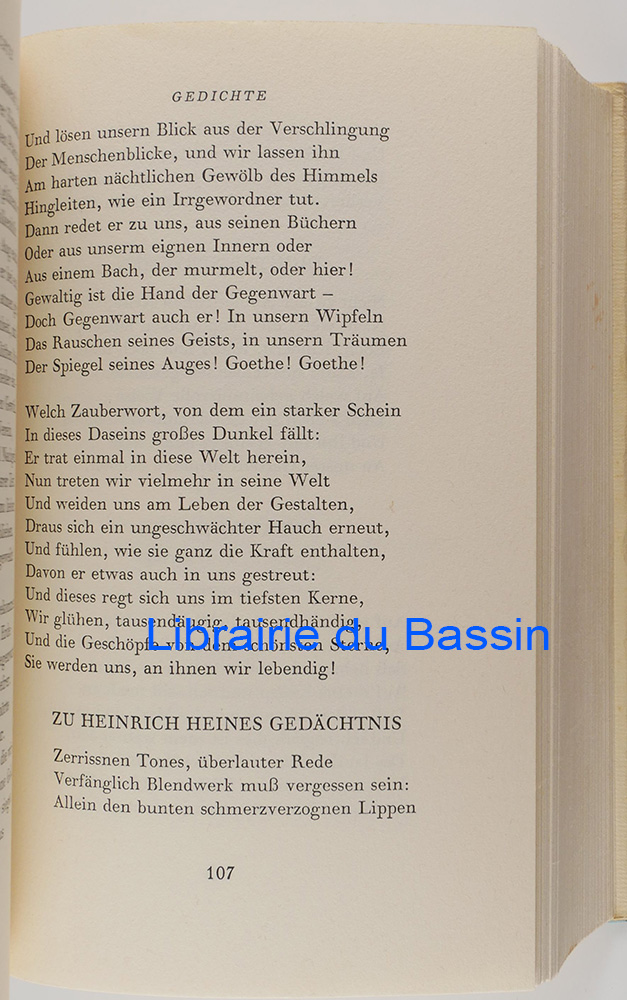 GEDICHTE
Und lösen unsern Blick aus der Verschlingung
Der Menschenblicke, und wir lassen ihn
Am harten nächtlichen Gewölb des Himmels
Hingleiten, wie ein Irrgewordner tut.
Dann redet er zu uns, aus seinen Büchern
Oder aus unserm eignen Innern oder
Aus einem Bach, der murmelt, oder hier!
Gewaltig ist die Hand der Gegenwart –
Doch Gegenwart auch er! In unsern Wipfeln
Das Rauschen seines Geists, in unsern Träumen
Der Spiegel seines Auges! Goethe! Goethe!
Welch Zauberwort, von dem ein starker Schein
In dieses Daseins großes Dunkel fällt:
Er trat einmal in diese Welt herein,
Nun treten wir vielmehr in seine Welt
Und weiden uns am Leben der Gestalten,
Draus sich ein ungeschwächter Hauch erneut,
Und fühlen, wie sie ganz die Kraft enthalten,
Davon er etwas auch in uns gestreut:
Und dieses regt sich uns im tiefsten Kerne,
Wir glühen, tausendäugig, tausendhändig,
Und die Geschöpfe von dem schönsten Sterne,
Sie werden uns, an ihnen wir lebendig!
Librairie du Bassin
ZU HEINRICH HEINES GEDÄCHTNIS
Zerrissnen Tones, überlauter Rede
Verfänglich Blendwerk muß vergessen sein:
Allein den bunten schmerzverzognen Lippen
107